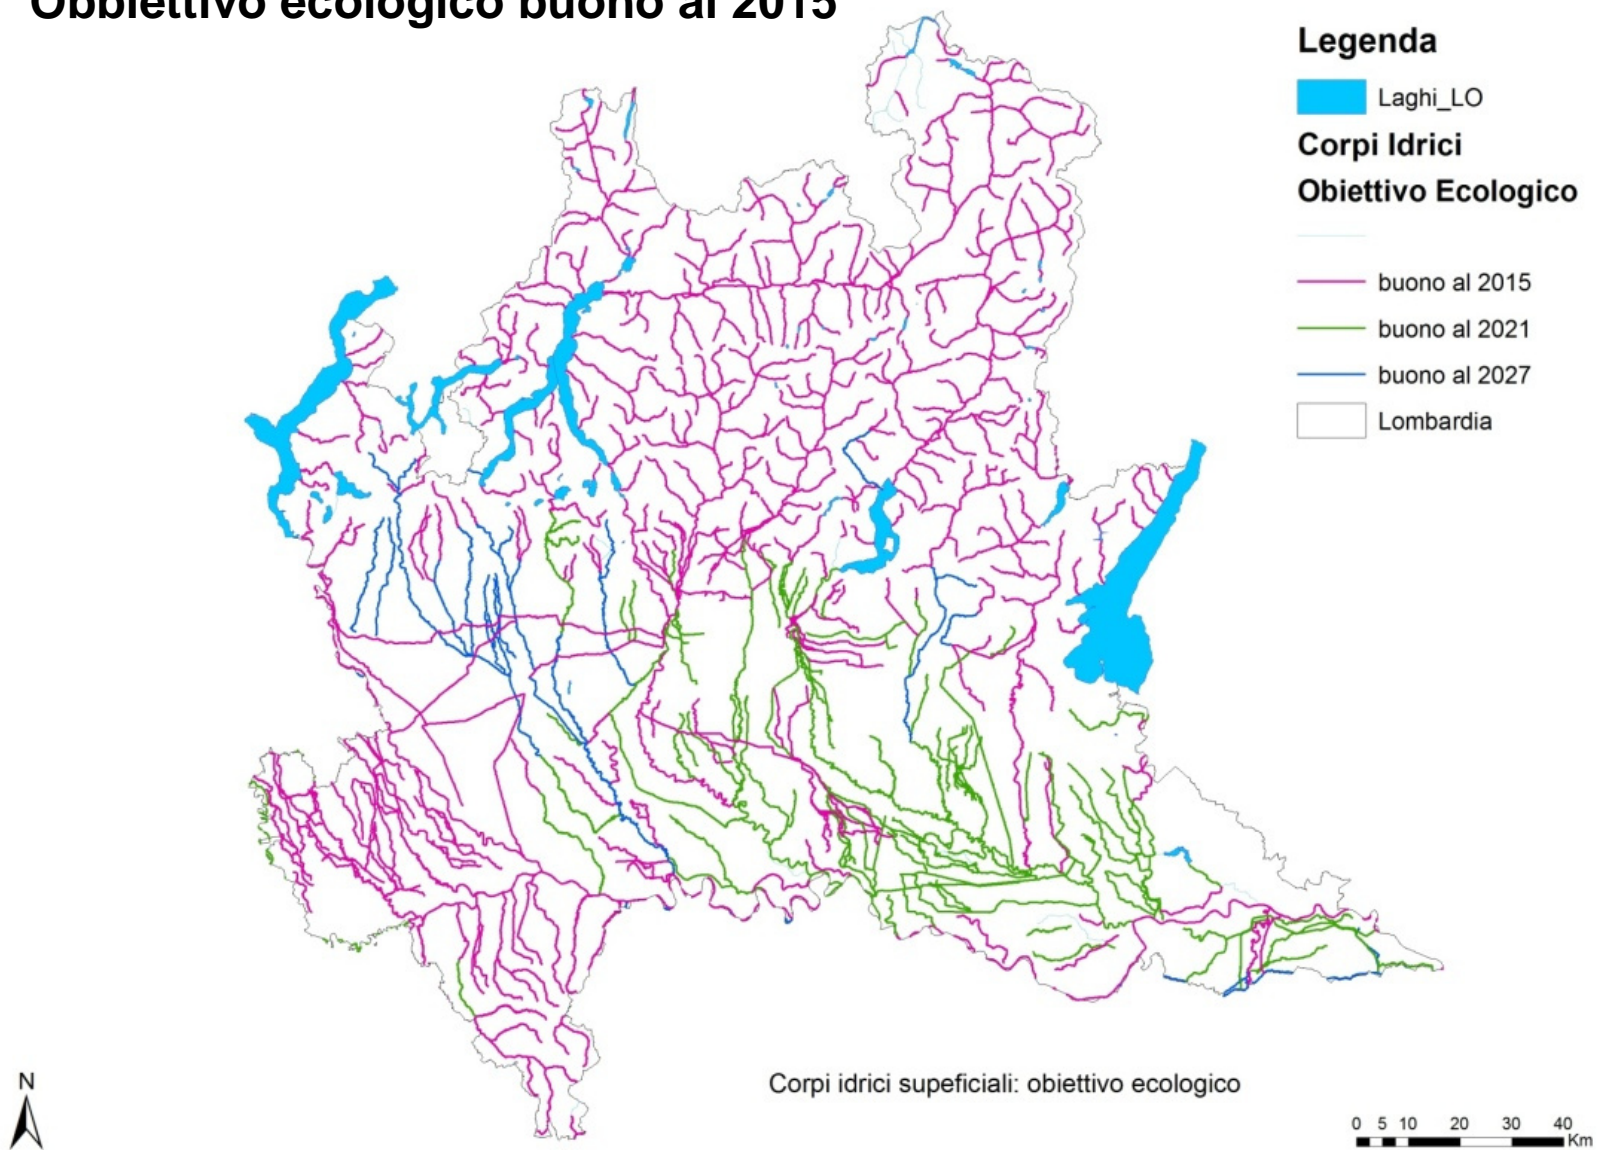 Obbiettivo ecologico buono al 2015
Legenda
Laghi_LO
Corpi Idrici
Obiettivo Ecologico
buono al 2015
buono al 2021
buono al 2027
Lombardia
N
Corpi idrici supeficiali: obiettivo ecologico
0 5 10 20 30 40
Km